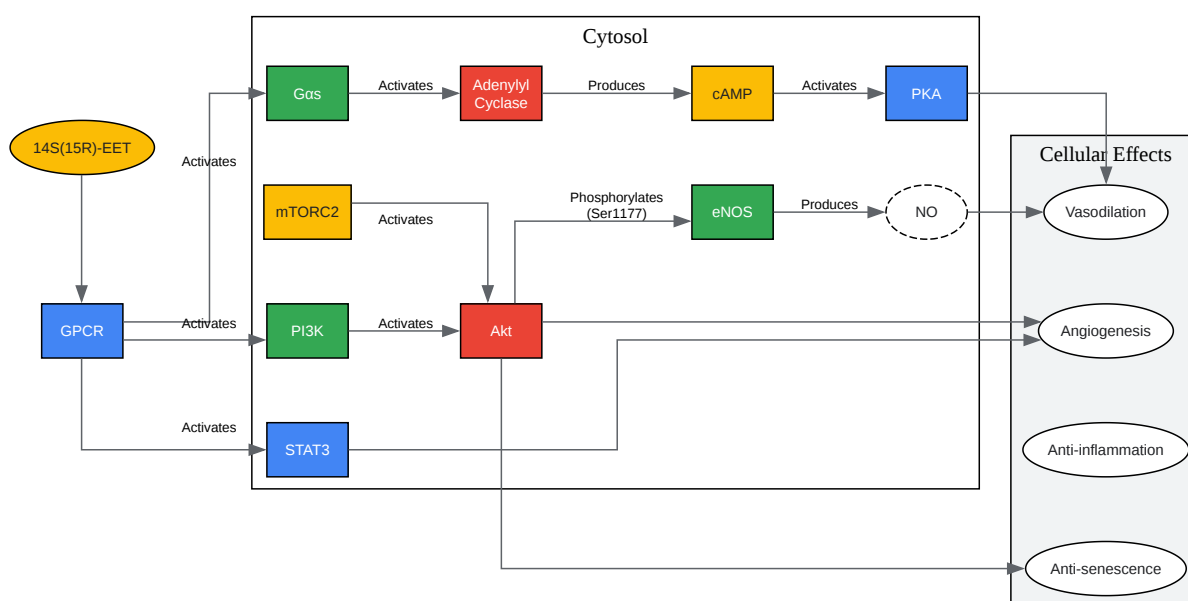 Cytosol
Gαs
Activates
Adenylyl
Cyclase
Produces
cAMP
Activates
PKA
14S(15R)-EET
Activates
Cellular Effects
mTORC2
Activates
Phosphorylates
(Ser1177)
eNOS
Produces
NO
Vasodilation
GPCR
Activates
PI3K
Activates
Akt
Angiogenesis
Activates
STAT3
Anti-inflammation
Anti-senescence